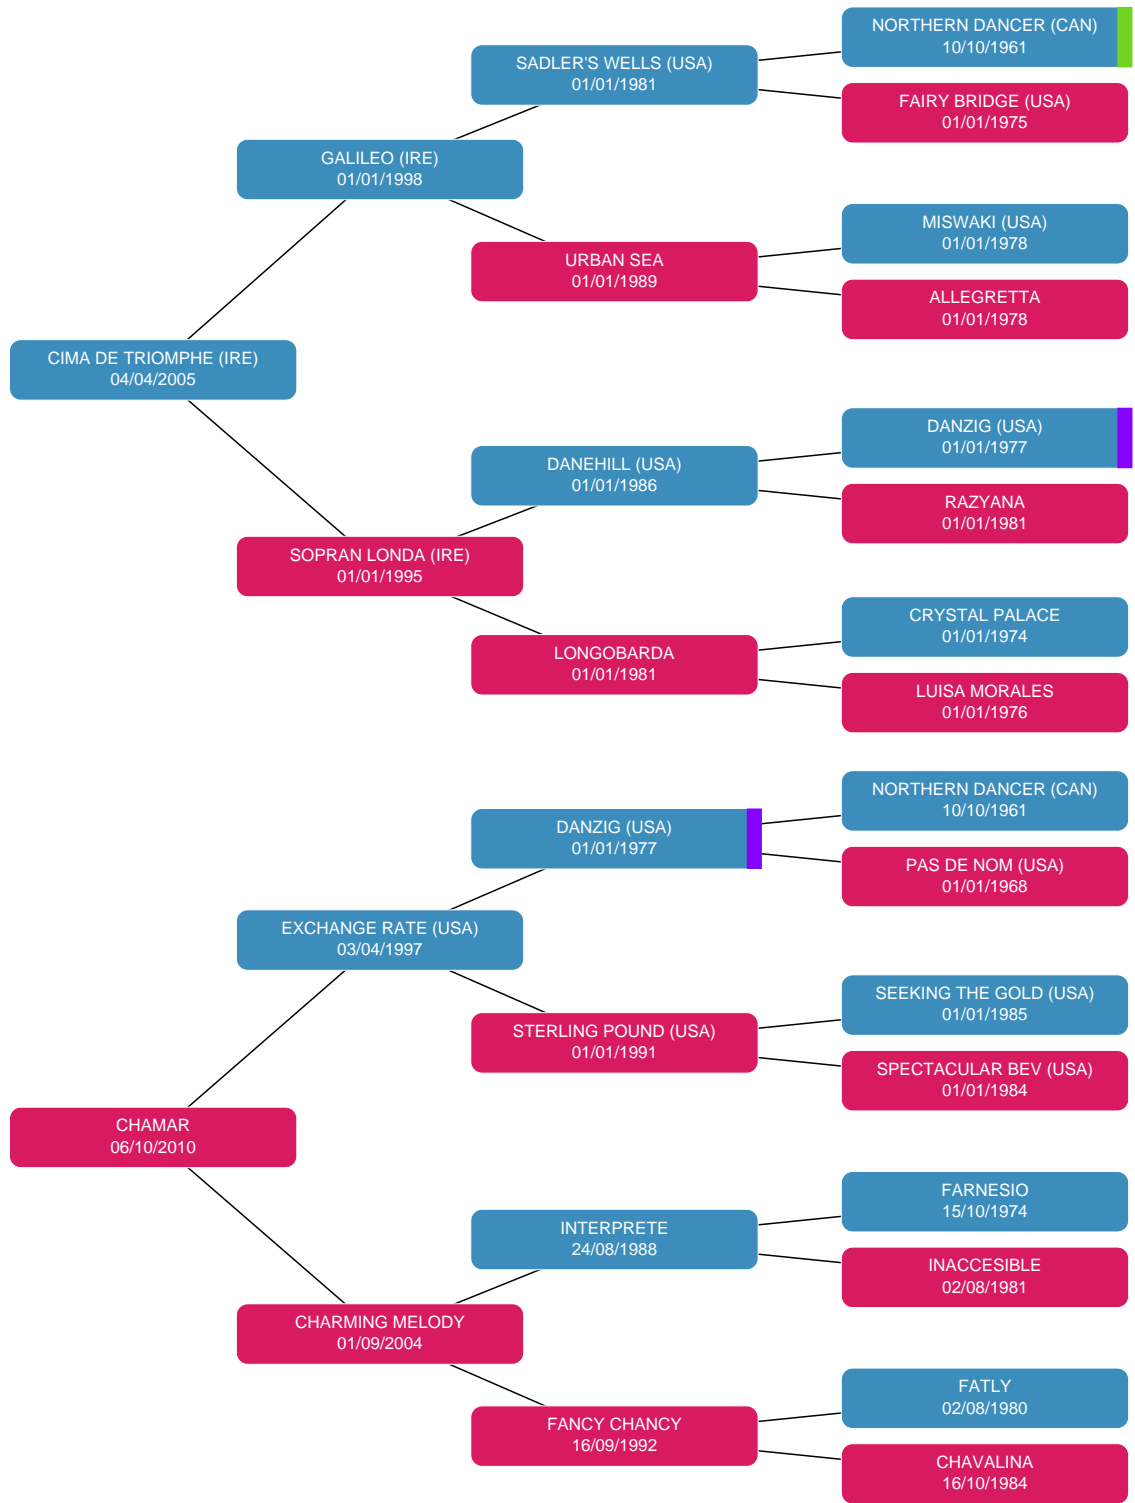 NORTHERN DANCER (CAN)
10/10/1961
SADLER'S WELLS (USA)
01/01/1981
FAIRY BRIDGE (USA)
01/01/1975
GALILEO (IRE)
01/01/1998
MISWAKI (USA)
01/01/1978
URBAN SEA
01/01/1989
ALLEGRETTA
01/01/1978
CIMA DE TRIOMPHE (IRE)
04/04/2005
DANZIG (USA)
01/01/1977
DANEHILL (USA)
01/01/1986
RAZYANA
01/01/1981
SOPRAN LONDA (IRE)
01/01/1995
CRYSTAL PALACE
01/01/1974
LONGOBARDA
01/01/1981
LUISA MORALES
01/01/1976
NORTHERN DANCER (CAN)
10/10/1961
DANZIG (USA)
01/01/1977
PAS DE NOM (USA)
01/01/1968
EXCHANGE RATE (USA)
03/04/1997
SEEKING THE GOLD (USA)
01/01/1985
STERLING POUND (USA)
01/01/1991
SPECTACULAR BEV (USA)
01/01/1984
CHAMAR
06/10/2010
FARNESIO
15/10/1974
INTERPRETE
24/08/1988
INACCESIBLE
02/08/1981
CHARMING MELODY
01/09/2004
FATLY
02/08/1980
FANCY CHANCY
16/09/1992
CHAVALINA
16/10/1984